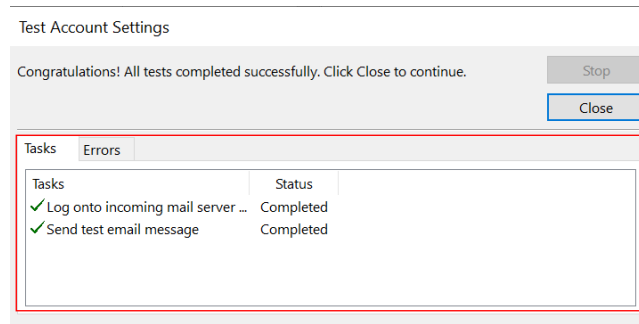 Test Account Settings
Congratulations! All tests completed successfully. Click Close to continue.
Stop
Close
Tasks Errors
Tasks Status
Log onto incoming mail server ... Completed
Send test email message Completed